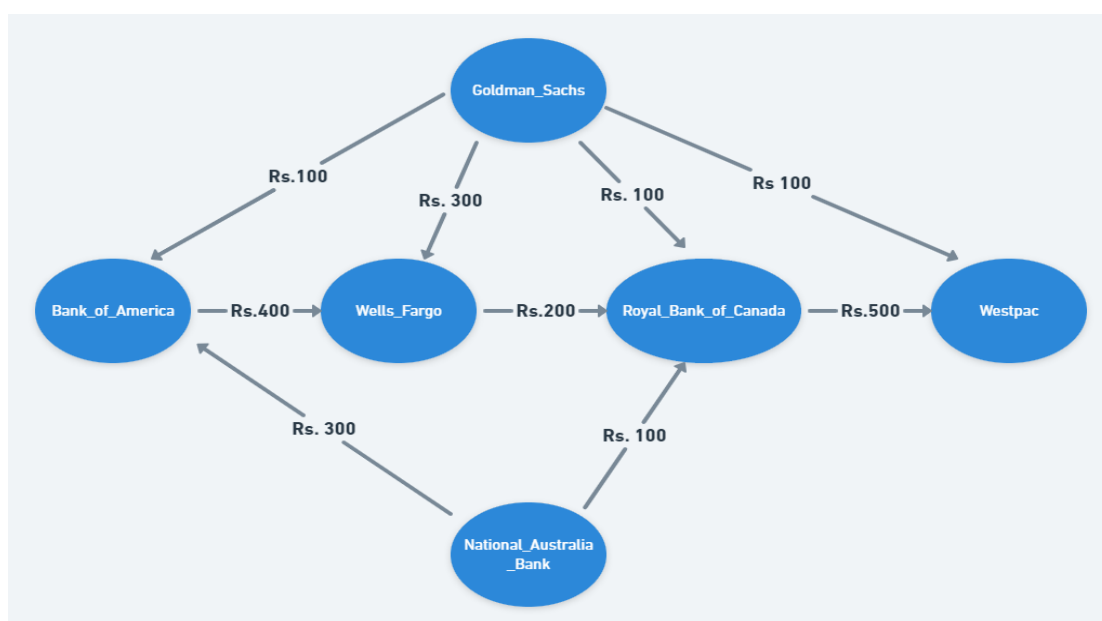 Goldman_Sachs
Rs.100
Rs. 300
Rs. 100
Rs 100
Bank_of_America
Rs.400
Wells_Fargo
Rs.200
Royal_Bank_of_Canada
Rs.500
Westpac
Rs. 300
Rs. 100
National_Australia
_Bank